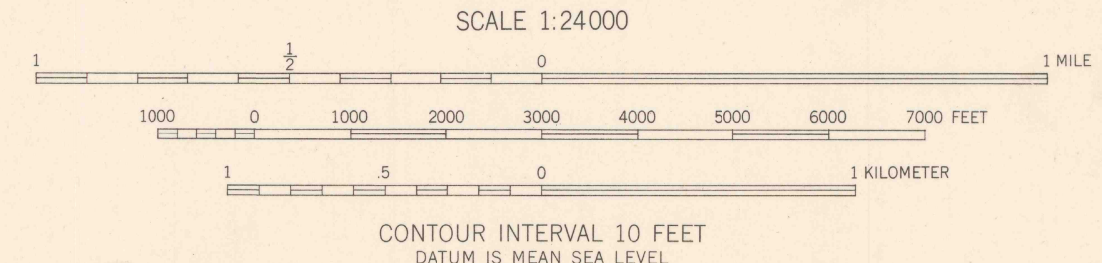 SCALE 1:24000
1 1/2 0 1 MILE
1000 0 1000 2000 3000 4000 5000 6000 7000 FEET
1 .5 0 1 KILOMETER
CONTOUR INTERVAL 10 FEET
DATUM IS MEAN SEA LEVEL